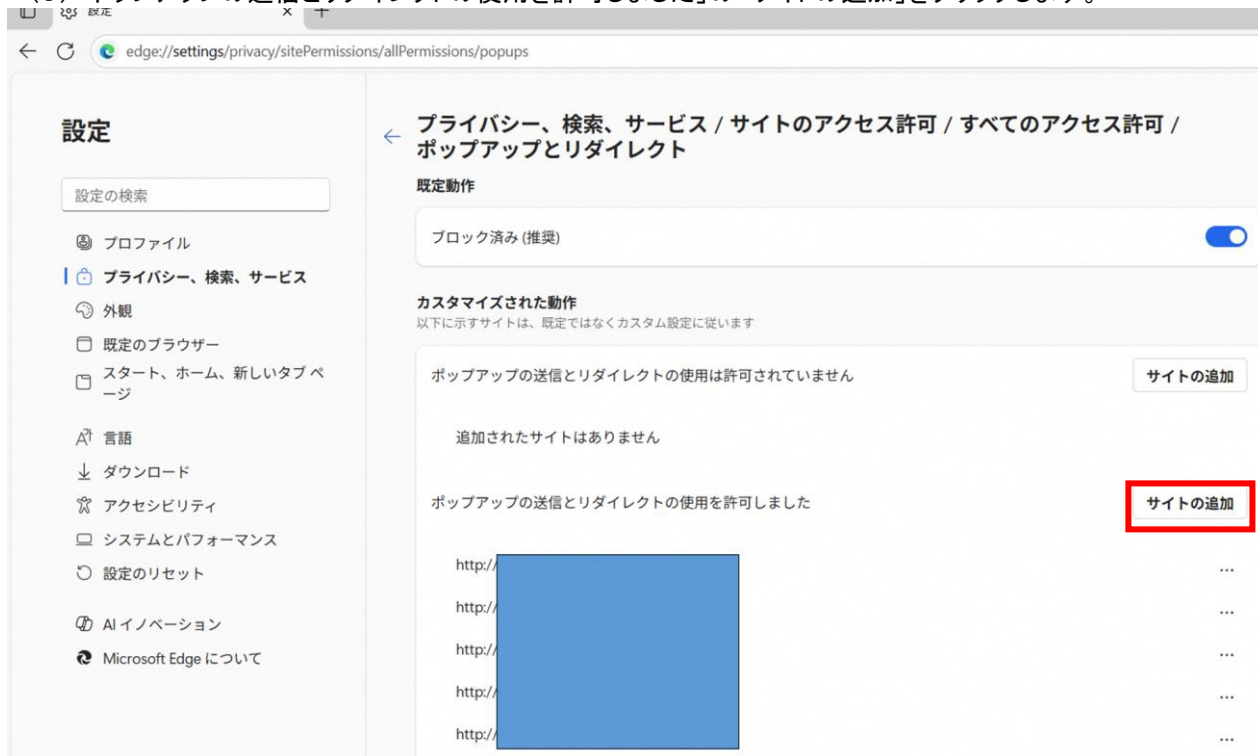 設定
edge://settings/privacy/sitePermissions/allPermissions/popups
設定
設定の検索
プロファイル
プライバシー、検索、サービス
外観
既定のブラウザー
スタート、ホーム、新しいタブ ペ
ージ
言語
ダウンロード
アクセシビリティ
システムとパフォーマンス
設定のリセット
AI イノベーション
Microsoft Edge について
プライバシー、検索、サービス / サイトのアクセス許可 / すべてのアクセス許可 /
ポップアップとリダイレクト
既定動作
ブロック済み (推奨)
カスタマイズされた動作
以下に示すサイトは、既定ではなくカスタム設定に従います
ポップアップの送信とリダイレクトの使用は許可されていません
サイトの追加
追加されたサイトはありません
ポップアップの送信とリダイレクトの使用を許可しました
サイトの追加
http://
http://
http://
http://
http://